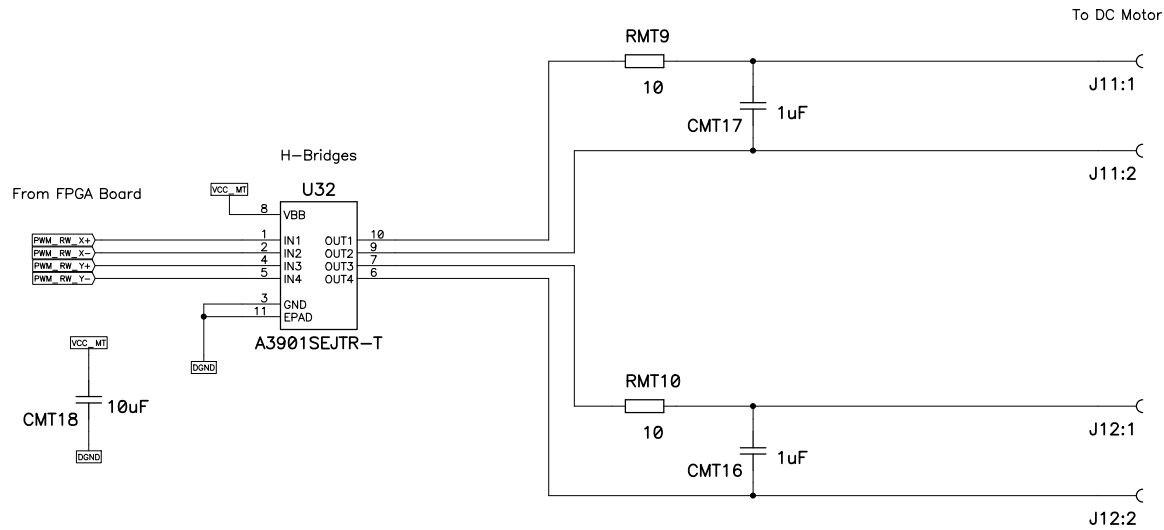 To DC Motor
RMT9
10
J11:1
CMT17
1uF
J11:2
H-Bridges
From FPGA Board
VCC_MT
U32
8
VBB
PWM_RW_X+
1
IN1
OUT1
10
PWM_RW_X-
2
IN2
OUT2
9
PWM_RW_Y+
4
IN3
OUT3
7
PWM_RW_Y-
5
IN4
OUT4
6
3
GND
11
EPAD
A3901SEJTR-T
VCC_MT
DGND
CMT18
10uF
DGND
RMT10
10
J12:1
CMT16
1uF
J12:2